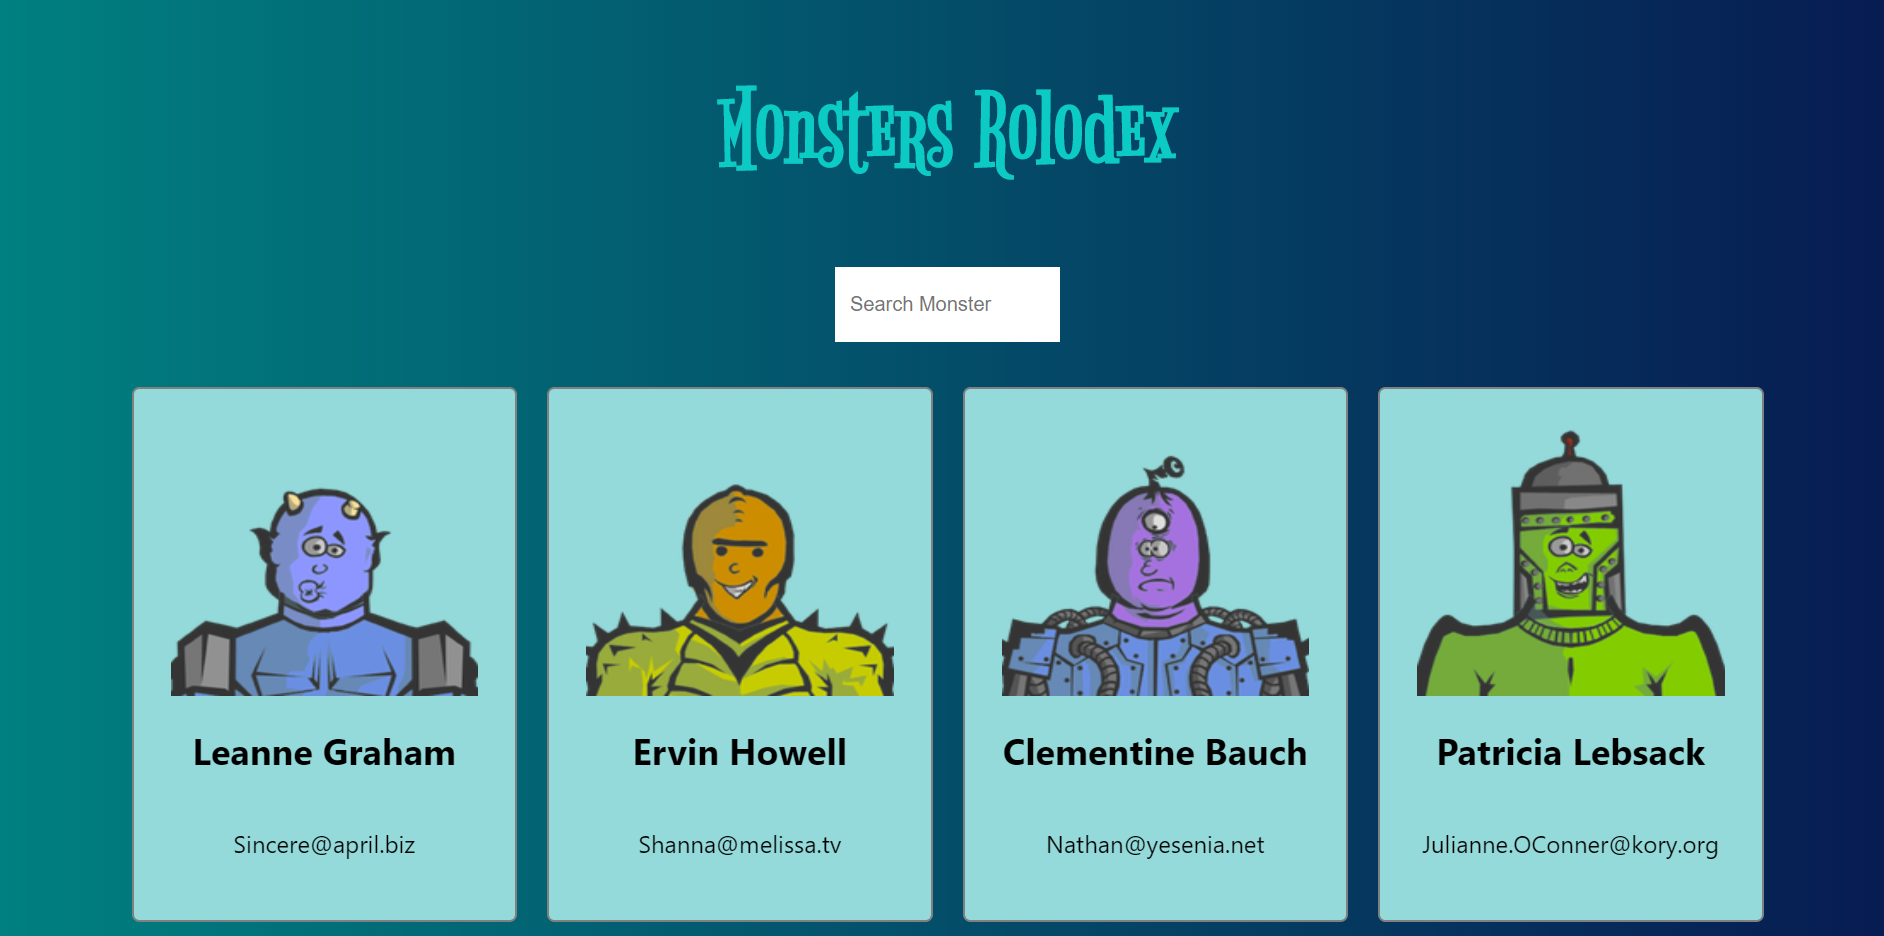 Monsters Rolodex
Search Monster
Leanne Graham
Sincere@april.biz
Ervin Howell
Shanna@melissa.tv
Clementine Bauch
Nathan@yesenia.net
Patricia Lebsack
Julianne.OConner@kory.org